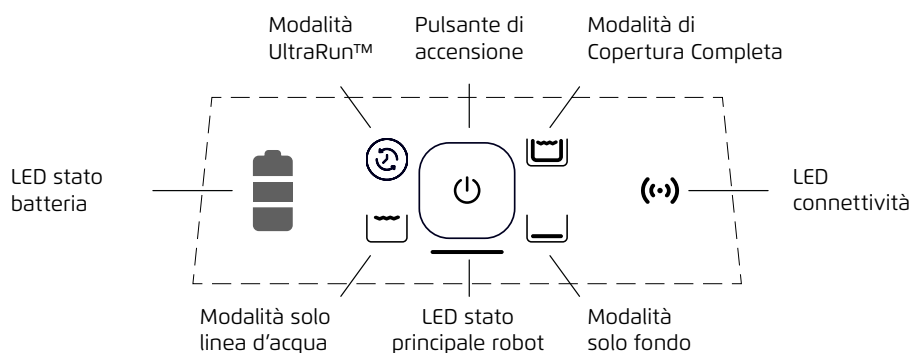 Modalità
UltraRun™
Pulsante di
accensione
Modalità di
Copertura Completa
LED stato
batteria
LED
connettività
Modalità solo
linea d'acqua
LED stato
principale robot
Modalità
solo fondo